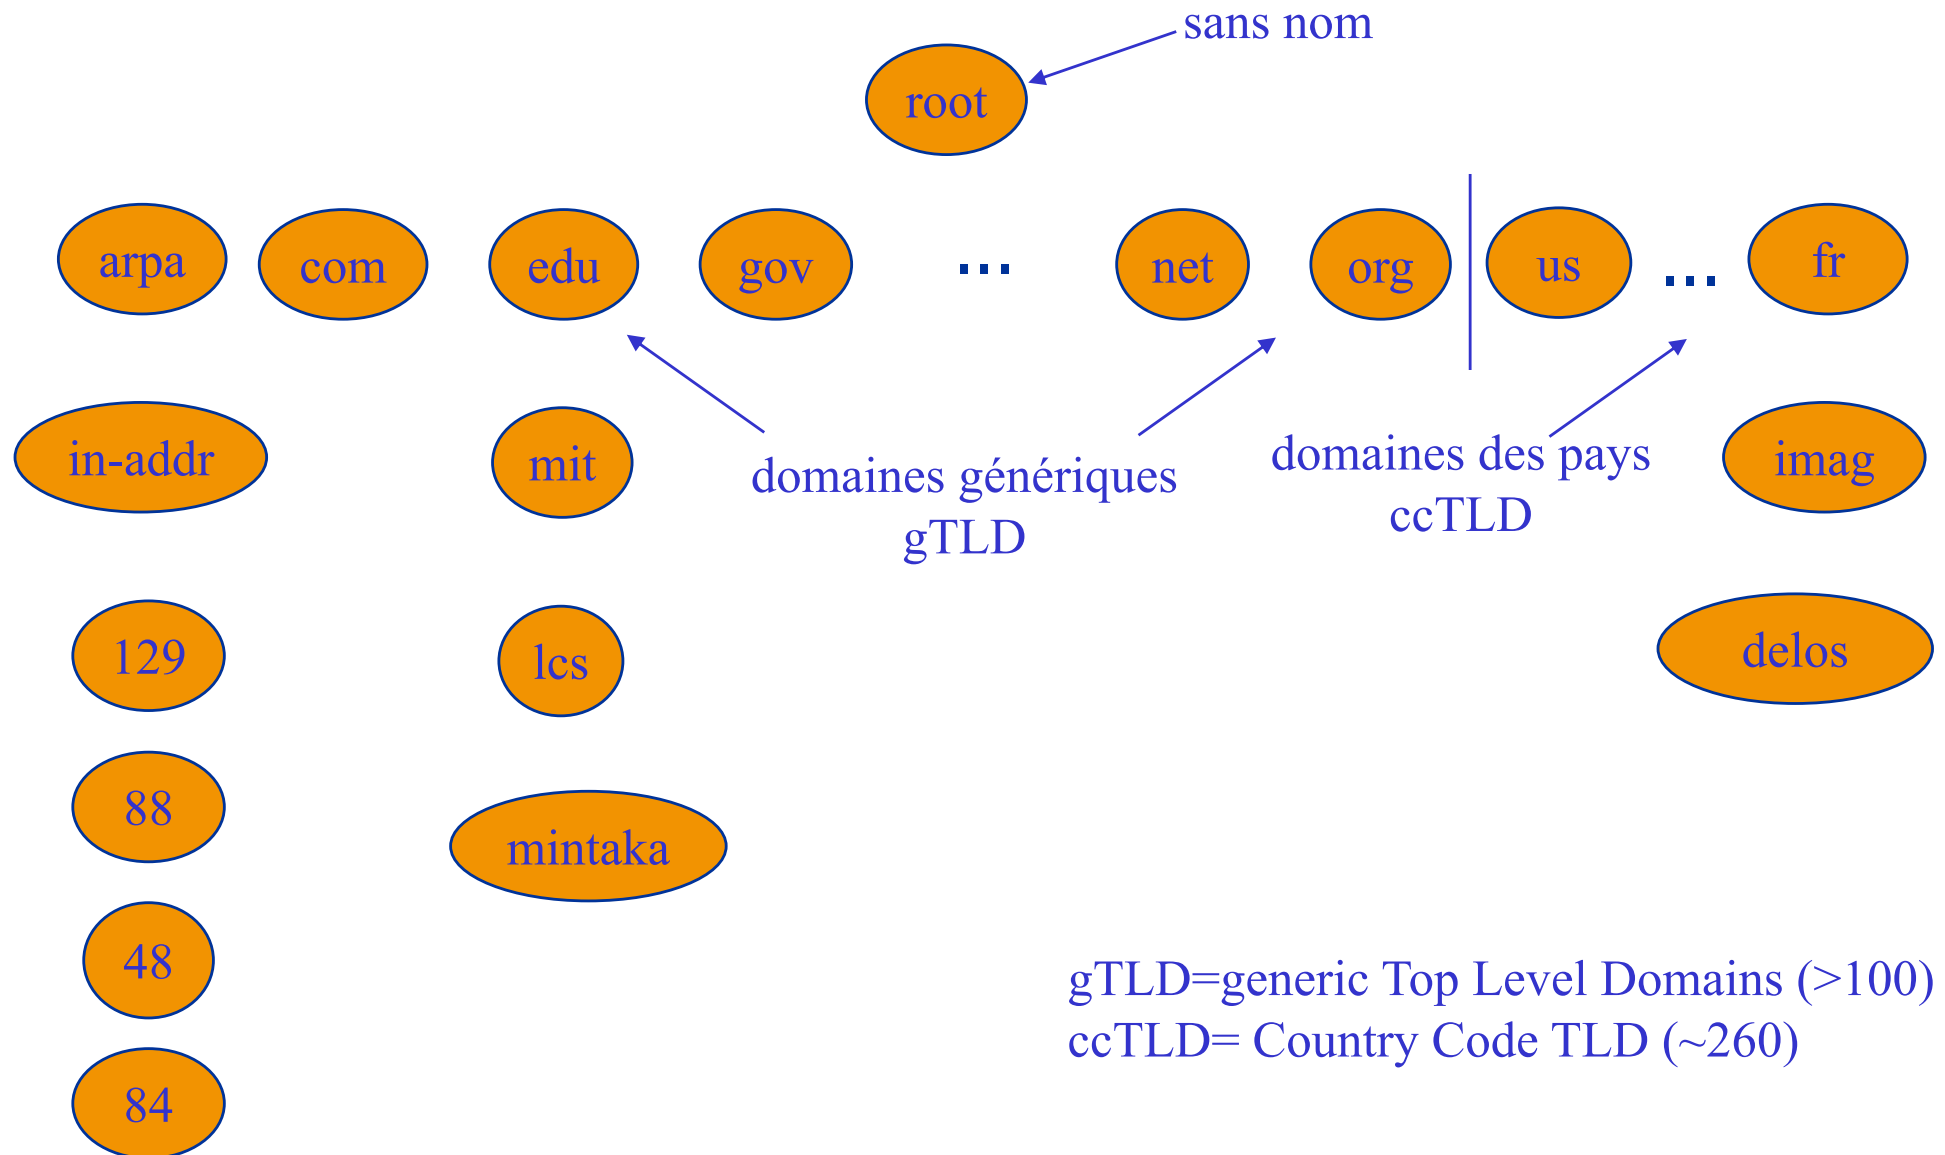 sans nom
root
arpa com edu gov ... net org us ... fr
in-addr mit imag
domaines génériques
gTLD
domaines des pays
ccTLD
129 lcs delos
88
mintaka
48
84
gTLD=generic Top Level Domains (>100)
ccTLD= Country Code TLD (~260)